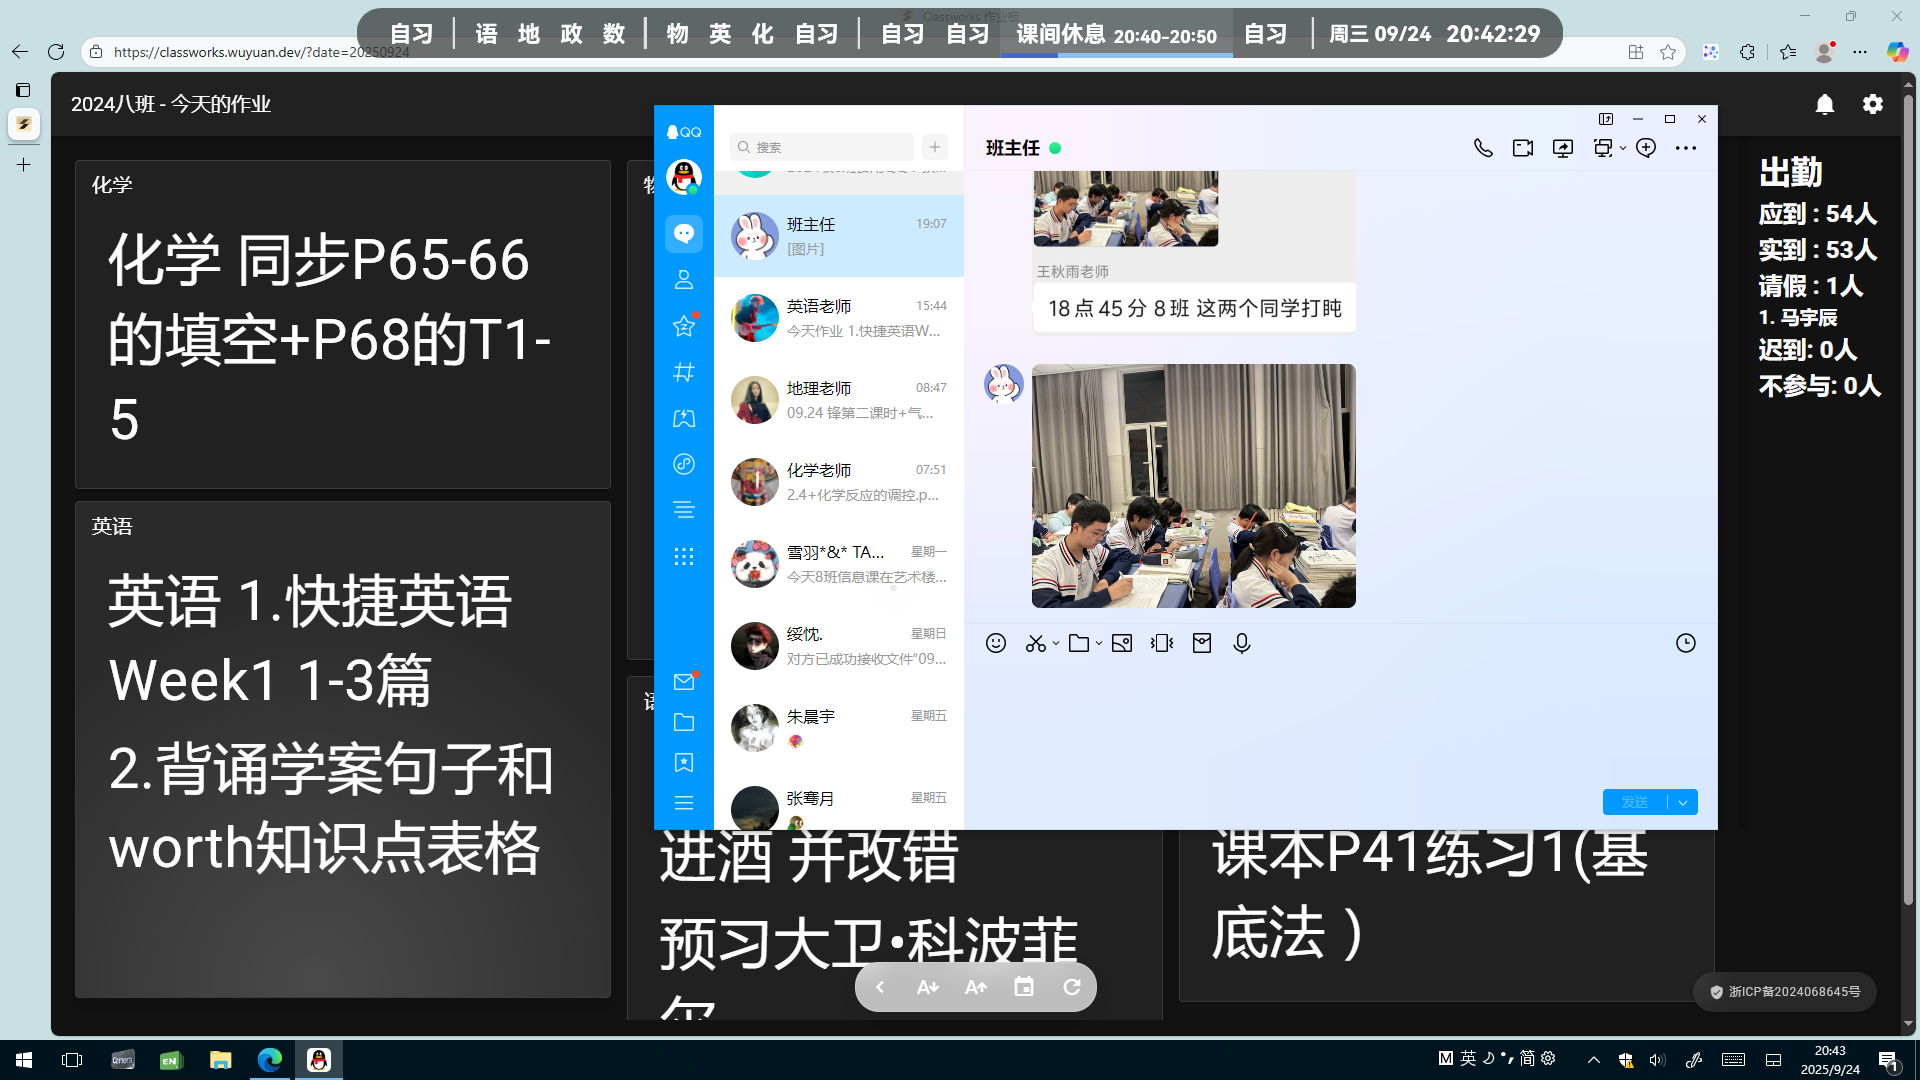 自习 | 语 地 政 数 | 物 英 化 自习 | 自习 自习 课间休息 20:40-20:50 自习 | 周三 09/24 20:42:29
https://classworks.wuyuan.dev/?date=20250924
2024八班 - 今天的作业
化学
化学 同步P65-66
的填空+P68的T1-
5
英语
英语 1.快捷英语
Week1 1-3篇
2.背诵学案句子和
worth知识点表格
QQ
搜索
班主任
19:07
[图片]
英语老师
15:44
今天作业 1.快捷英语W...
地理老师
08:47
09.24 锋第二课时+气...
化学老师
07:51
2.4+化学反应的调控.p...
雪羽*&* TA...
星期一
今天8班信息课在艺术楼...
绥忱.
星期日
对方已成功接收文件"09...
朱晨宇
星期五
张骞月
星期五
班主任
王秋雨老师
18点45分 8班 这两个同学打盹
发送
进酒 并改错
预习大卫•科波菲
尔
课本P41练习1(基
底法 )
出勤
应到 : 54人
实到 : 53人
请假 : 1人
1. 马宇辰
迟到: 0人
不参与: 0人
浙ICP备2024068645号
EN
英
简
20:43
2025/9/24
1